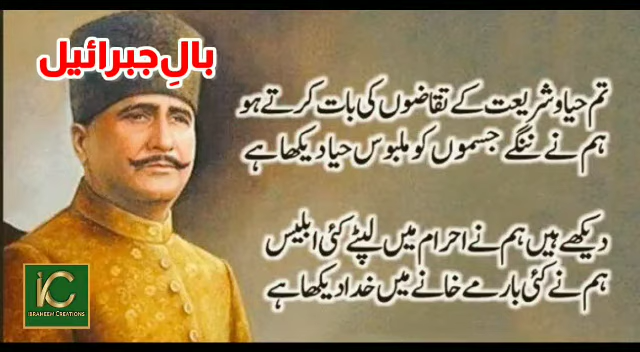 بالِ جبرائیل
تم حیا و شریعت کے تقاضوں کی بات کرتے ہو
ہم نے ننگے جسموں کو ملبوس حیا دیکھا ہے
دیکھے ہیں ہم نے احرام میں لپٹے کئی ابلیس
ہم نے کئی بار مے خانے میں خدا دیکھا ہے
iC
IBRAHEEM CREATIONS